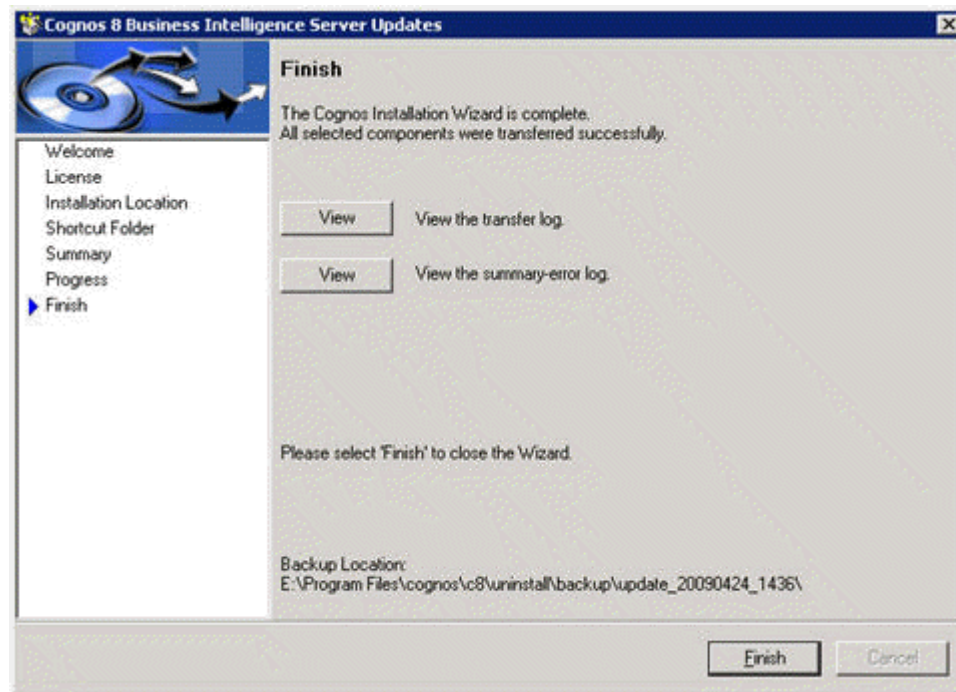 Cognos 8 Business Intelligence Server Updates
Finish
The Cognos Installation Wizard is complete.
All selected components were transferred successfully.
Welcome
License
Installation Location
Shortcut Folder
Summary
Progress
Finish
View
View the transfer log.
View
View the summary-error log.
Please select 'Finish' to close the Wizard.
Backup Location:
E:\Program Files\cognos\c8\uninstall\backup\update_20090424_1436\
Finish
Cancel